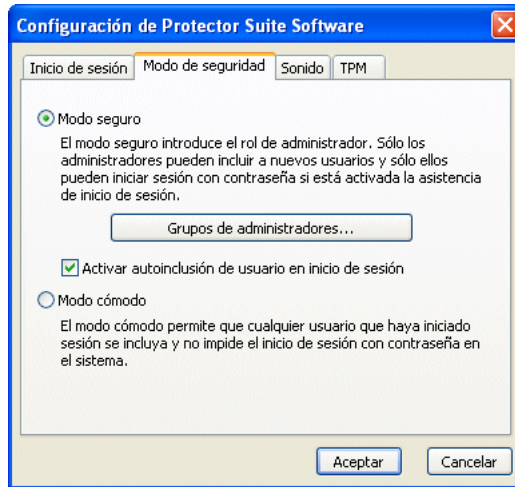 Configuración de Protector Suite Software
Inicio de sesión Modo de seguridad Sonido TPM
Modo seguro
El modo seguro introduce el rol de administrador. Sólo los
administradores pueden incluir a nuevos usuarios y sólo ellos
pueden iniciar sesión con contraseña si está activada la asistencia
de inicio de sesión.
Grupos de administradores...
Activar autoinclusión de usuario en inicio de sesión
Modo cómodo
El modo cómodo permite que cualquier usuario que haya iniciado
sesión se incluya y no impide el inicio de sesión con contraseña en
el sistema.
Aceptar Cancelar